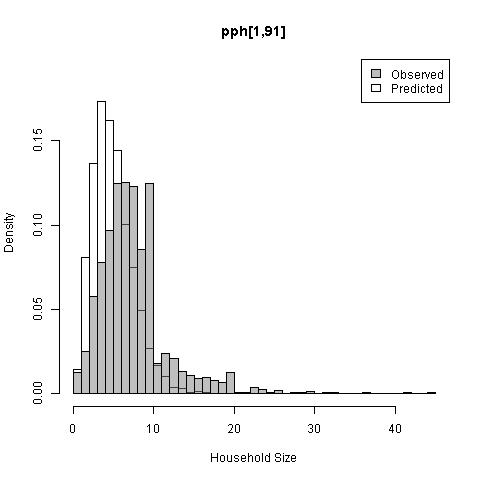 pph[1,91]
Observed
Predicted
0.15
0.10
0.05
0.00
Density
0 10 20 30 40
Household Size